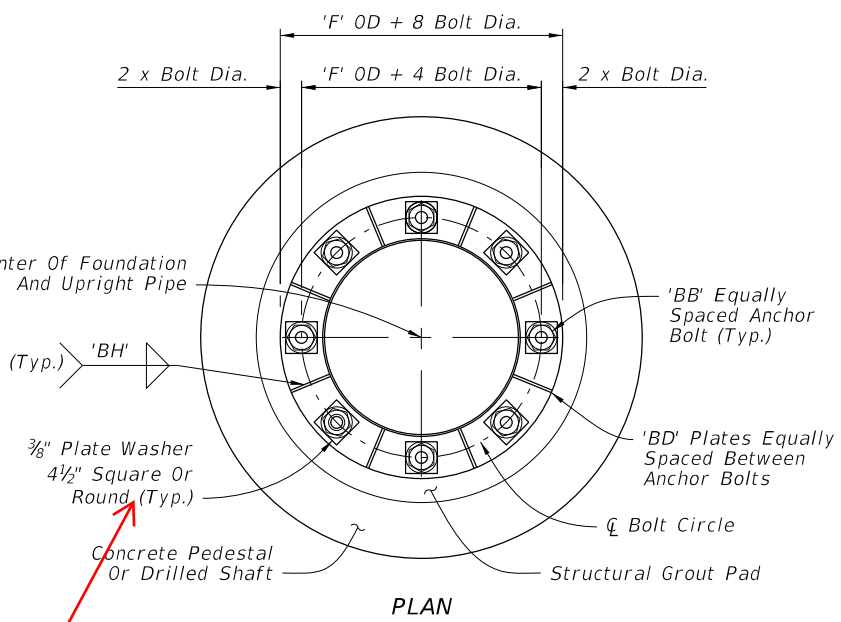 'F' OD + 8 Bolt Dia.
2 x Bolt Dia.
'F' OD + 4 Bolt Dia.
2 x Bolt Dia.
nter Of Foundation
And Upright Pipe
'BB' Equally
Spaced Anchor
Bolt (Typ.)
(Typ.)
'BH'
'BD' Plates Equally
Spaced Between
Anchor Bolts
⅜" Plate Washer
4½" Square Or
Round (Typ.)
℄ Bolt Circle
Concrete Pedestal
Or Drilled Shaft
Structural Grout Pad
PLAN